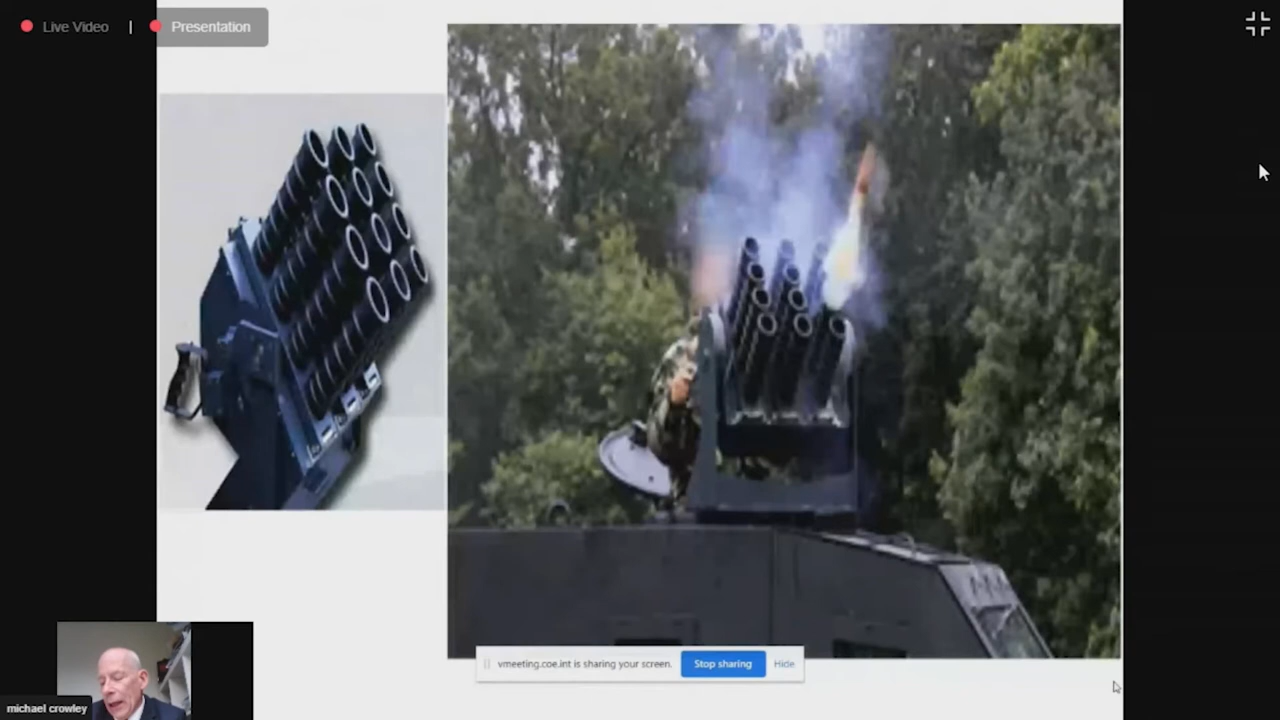 Live Video | Presentation
vmeeting.coe.int is sharing your screen. Stop sharing Hide
michael crowley